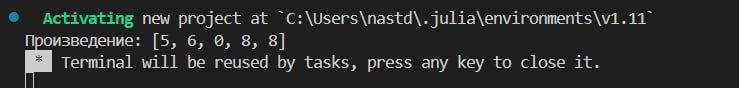 Activating new project at `C:\Users\nastd\.julia\environments\v1.11`
Произведение: [5, 6, 0, 8, 8]
* Terminal will be reused by tasks, press any key to close it.